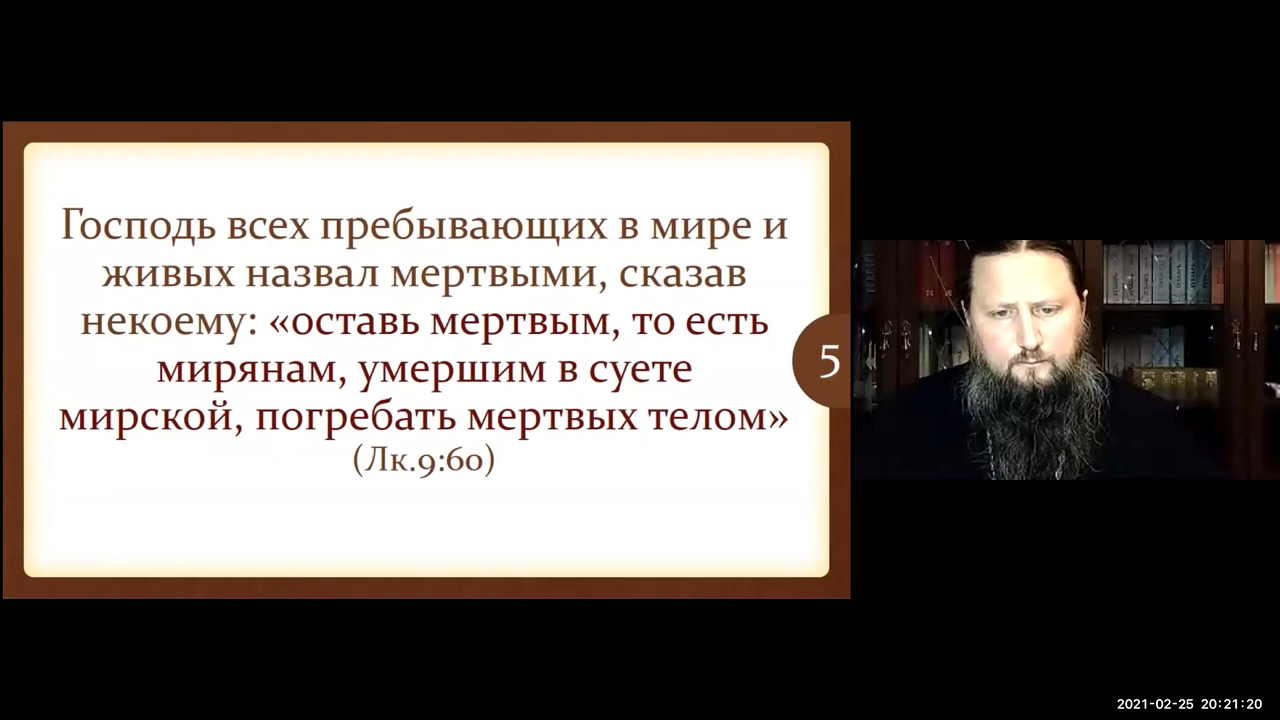 Господь всех пребывающих в мире и
живых назвал мертвыми, сказав
некоему: «оставь мертвым, то есть
мирянам, умершим в суете
мирской, погребать мертвых телом»
(Лк.9:60)
5
2021-02-25 20:21:20